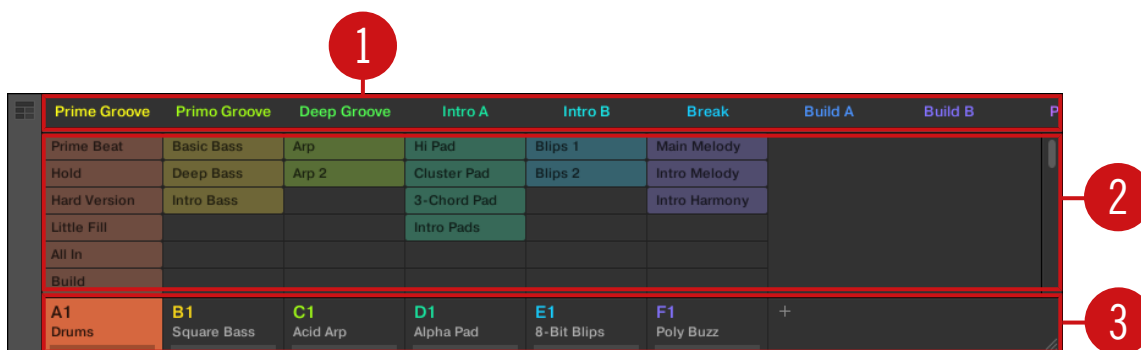 1
Prime Groove Primo Groove Deep Groove Intro A Intro B Break Build A Build B P
Prime Beat Basic Bass Arp Hi Pad Blips 1 Main Melody
Hold Deep Bass Arp 2 Cluster Pad Blips 2 Intro Melody
2
Hard Version Intro Bass 3-Chord Pad Intro Harmony
Little Fill Intro Pads
All In
Build
A1 B1 C1 D1 E1 F1 +
3
Drums Square Bass Acid Arp Alpha Pad 8-Bit Blips Poly Buzz